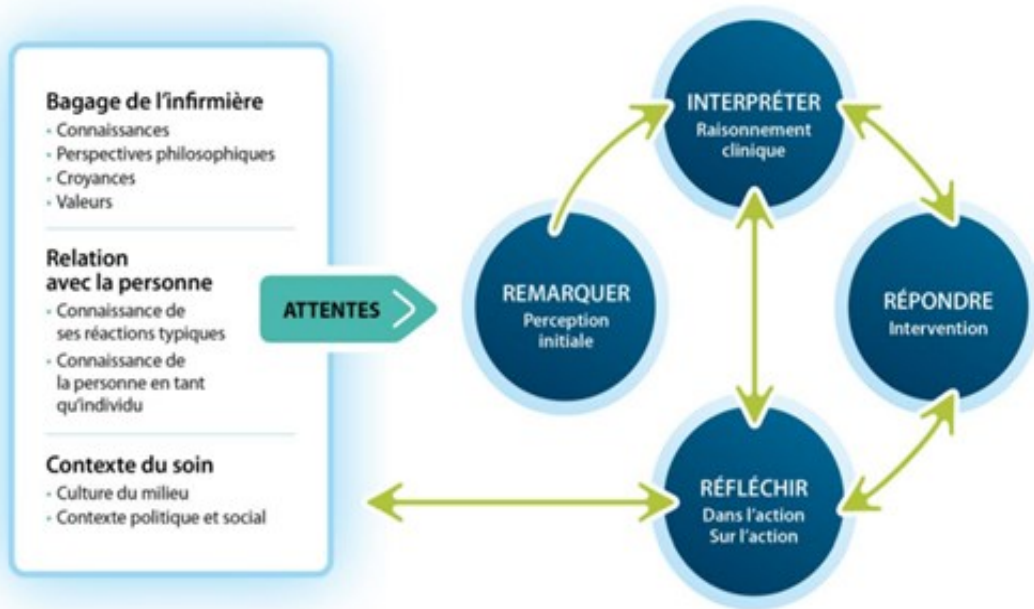 Bagage de l'infirmière
• Connaissances
• Perspectives philosophiques
• Croyances
• Valeurs
Relation
avec la personne
• Connaissance de
ses réactions typiques
• Connaissance de
la personne en tant
qu'individu
Contexte du soin
• Culture du milieu
• Contexte politique et social
ATTENTES
REMARQUER
Perception
initiale
INTERPRÉTER
Raisonnement
clinique
RÉPONDRE
Intervention
RÉFLÉCHIR
Dans l'action
Sur l'action